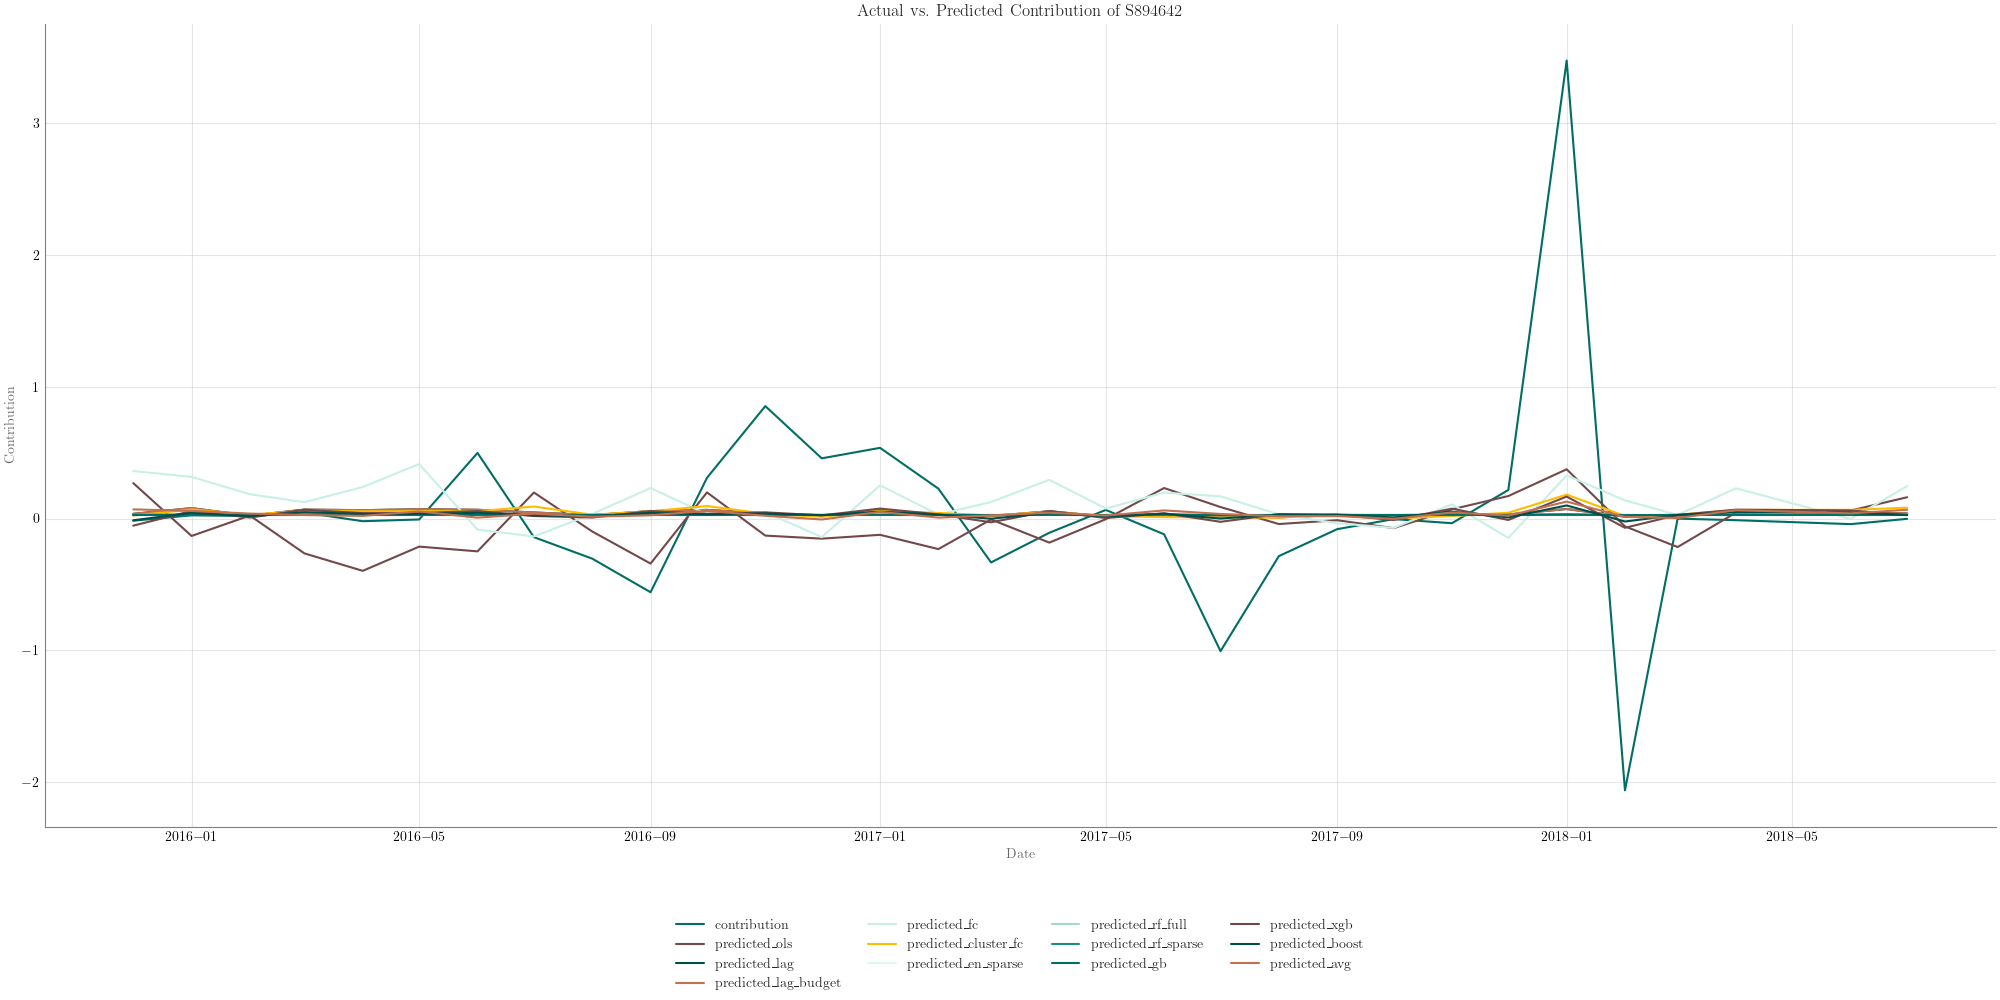 Actual vs. Predicted Contribution of S894642
Contribution
3
2
1
0
−1
−2
2016−01
2016−05
2016−09
2017−01
2017−05
2017−09
2018−01
2018−05
Date
contribution
predicted_ols
predicted_lag
predicted_lag_budget
predicted_fc
predicted_cluster_fc
predicted_en_sparse
predicted_rf_full
predicted_rf_sparse
predicted_gb
predicted_xgb
predicted_boost
predicted_avg